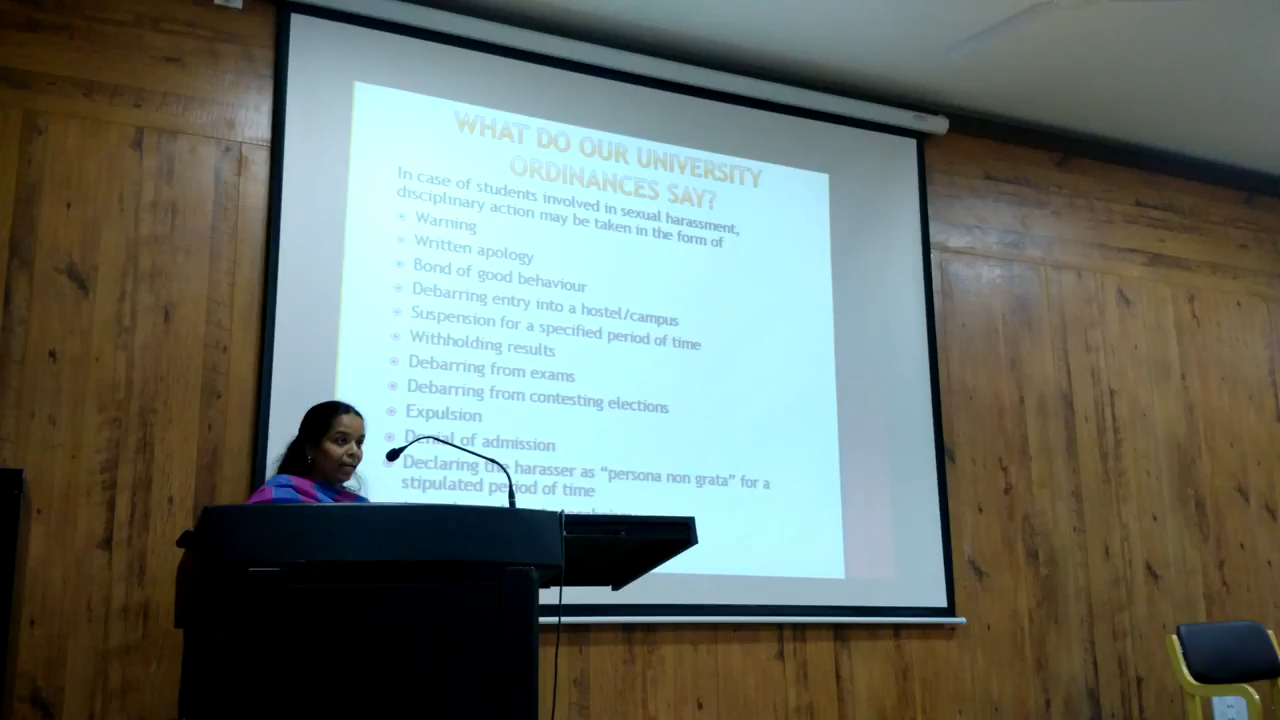 WHAT DO OUR UNIVERSITY
ORDINANCES SAY?
In case of students involved in sexual harassment,
disciplinary action may be taken in the form of
Warning
Written apology
Bond of good behaviour
Debarring entry into a hostel/campus
Suspension for a specified period of time
Withholding results
Debarring from exams
Debarring from contesting elections
Expulsion
Denial of admission
Declaring the harasser as “persona non grata” for a
stipulated period of time